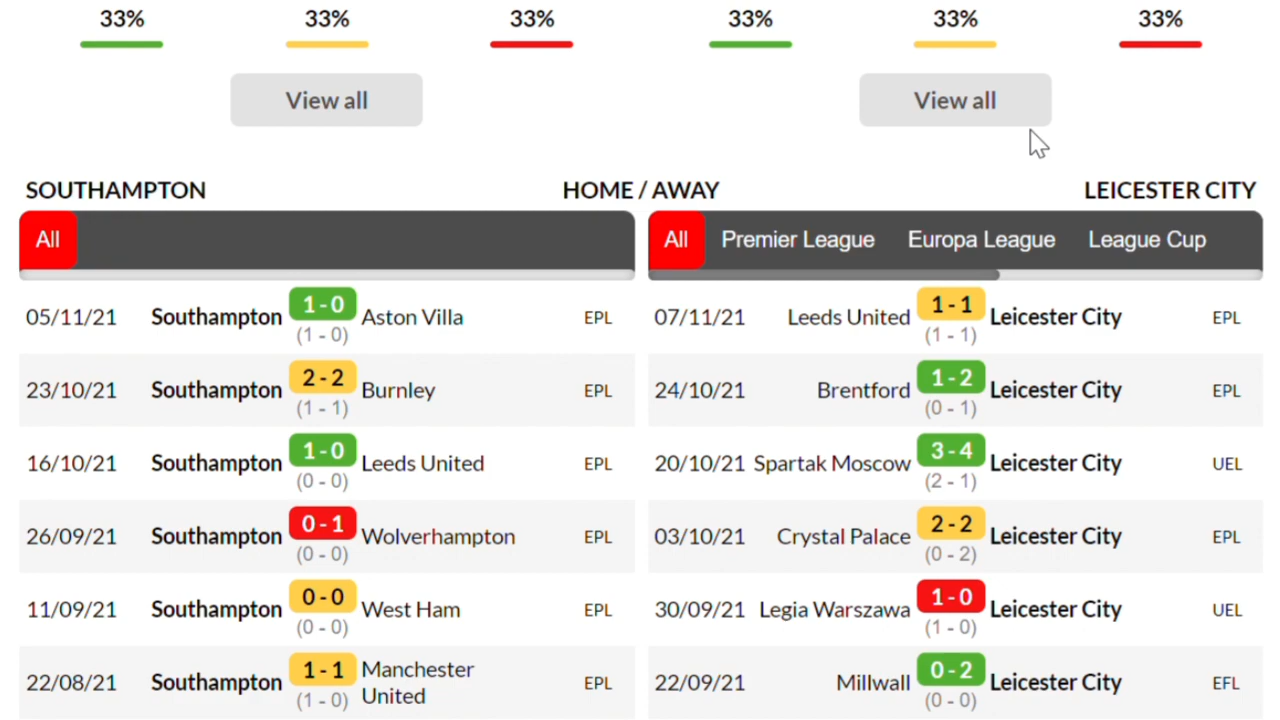 33% 33% 33% 33% 33% 33%
View all View all
SOUTHAMPTON HOME / AWAY LEICESTER CITY
All All Premier League Europa League League Cup
05/11/21 Southampton 1 - 0 Aston Villa EPL
(1 - 0)
23/10/21 Southampton 2 - 2 Burnley EPL
(1 - 1)
16/10/21 Southampton 1 - 0 Leeds United EPL
(0 - 0)
26/09/21 Southampton 0 - 1 Wolverhampton EPL
(0 - 0)
11/09/21 Southampton 0 - 0 West Ham EPL
(0 - 0)
22/08/21 Southampton 1 - 1 Manchester United EPL
(1 - 0)
07/11/21 Leeds United 1 - 1 Leicester City EPL
(1 - 1)
24/10/21 Brentford 1 - 2 Leicester City EPL
(0 - 1)
20/10/21 Spartak Moscow 3 - 4 Leicester City UEL
(2 - 1)
03/10/21 Crystal Palace 2 - 2 Leicester City EPL
(0 - 2)
30/09/21 Legia Warszawa 1 - 0 Leicester City UEL
(1 - 0)
22/09/21 Millwall 0 - 2 Leicester City EFL
(0 - 0)